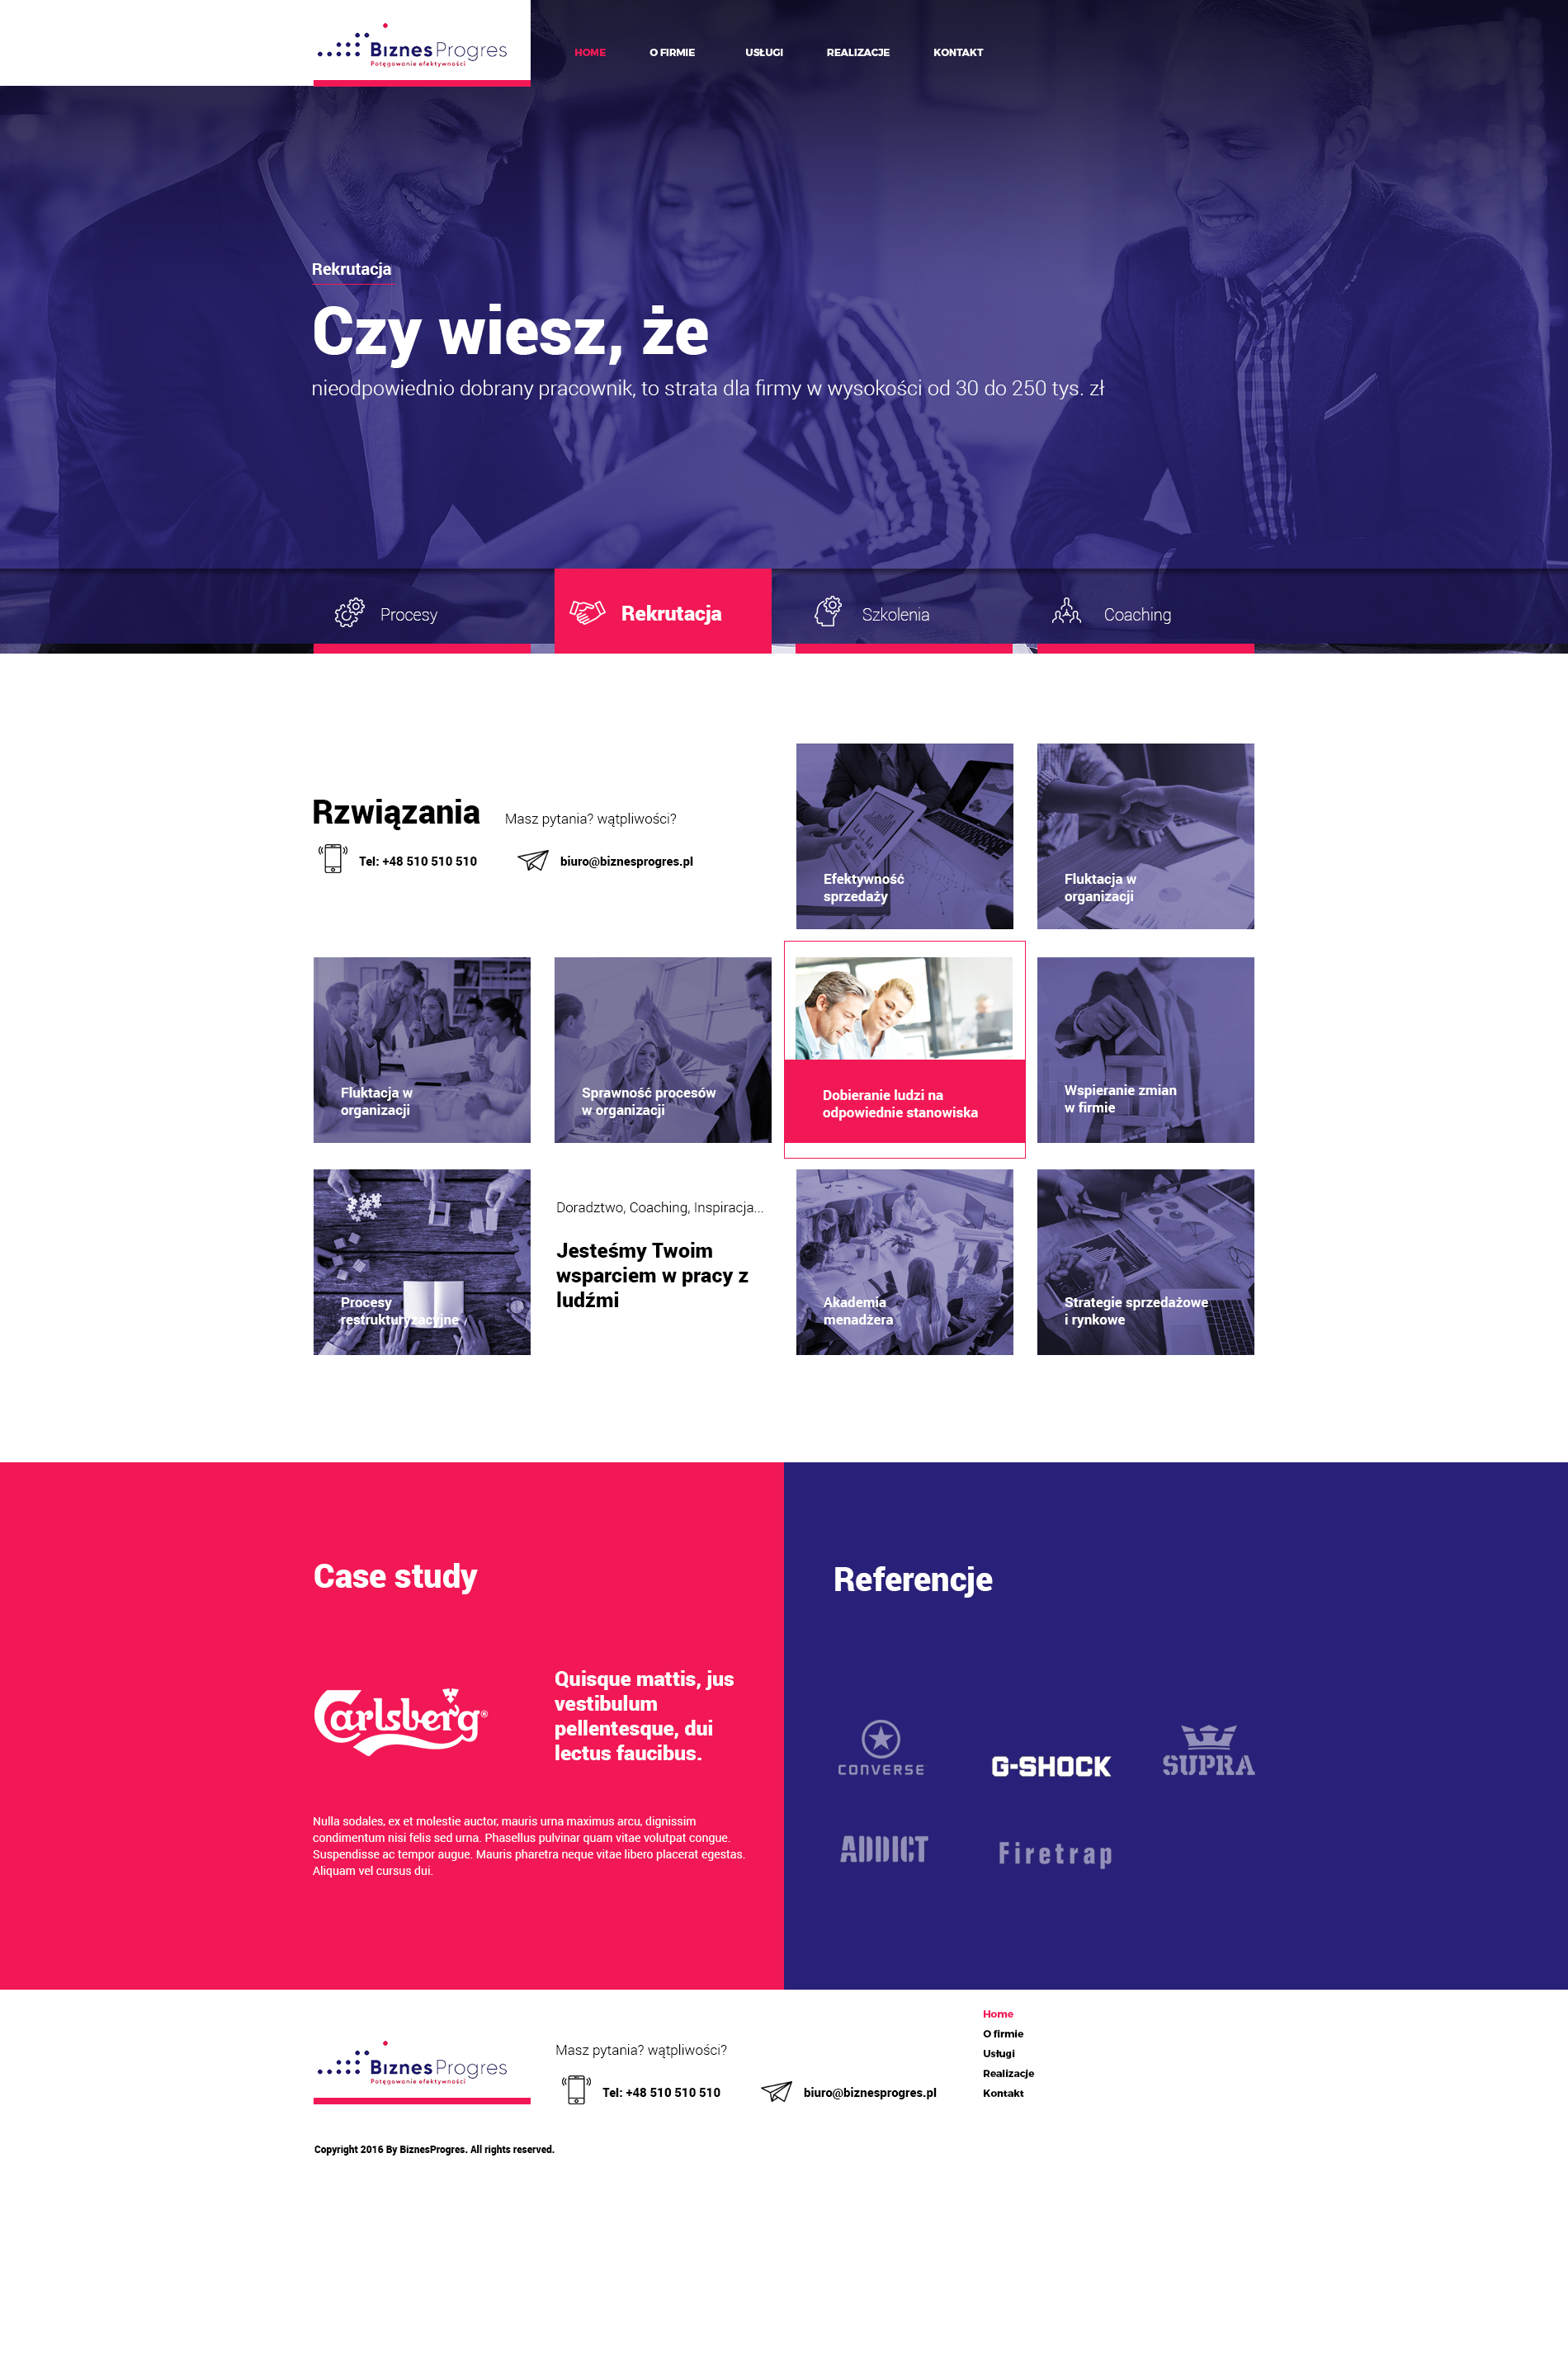 BiznesProgres
Potęgowanie efektywności
HOME
O FIRMIE
USŁUGI
REALIZACJE
KONTAKT
Rekrutacja
Czy wiesz, że
nieodpowiednio dobrany pracownik, to strata dla firmy w wysokości od 30 do 250 tys. zł
Procesy
Rekrutacja
Szkolenia
Coaching
Rzwiązania
Masz pytania? wątpliwości?
Tel: +48 510 510 510
biuro@biznesprogres.pl
Efektywność
sprzedaży
Fluktacja w
organizacji
Fluktacja w
organizacji
Sprawność procesów
w organizacji
Dobieranie ludzi na
odpowiednie stanowiska
Wspieranie zmian
w firmie
Procesy
restrukturyzacyjne
Doradztwo, Coaching, Inspiracja...
Jesteśmy Twoim
wsparciem w pracy z
ludźmi
Akademia
menadżera
Strategie sprzedażowe
i rynkowe
Case study
Carlsberg®
Quisque mattis, jus
vestibulum
pellentesque, dui
lectus faucibus.
Nulla sodales, ex et molestie auctor, mauris urna maximus arcu, dignissim
condimentum nisi felis sed urna. Phasellus pulvinar quam vitae volutpat congue.
Suspendisse ac tempor augue. Mauris pharetra neque vitae libero placerat egestas.
Aliquam vel cursus dui.
Referencje
CONVERSE
G-SHOCK
SUPRA
ADDICT
Firetrap
BiznesProgres
Potęgowanie efektywności
Masz pytania? wątpliwości?
Tel: +48 510 510 510
biuro@biznesprogres.pl
Home
O firmie
Usługi
Realizacje
Kontakt
Copyright 2016 By BiznesProgres. All rights reserved.